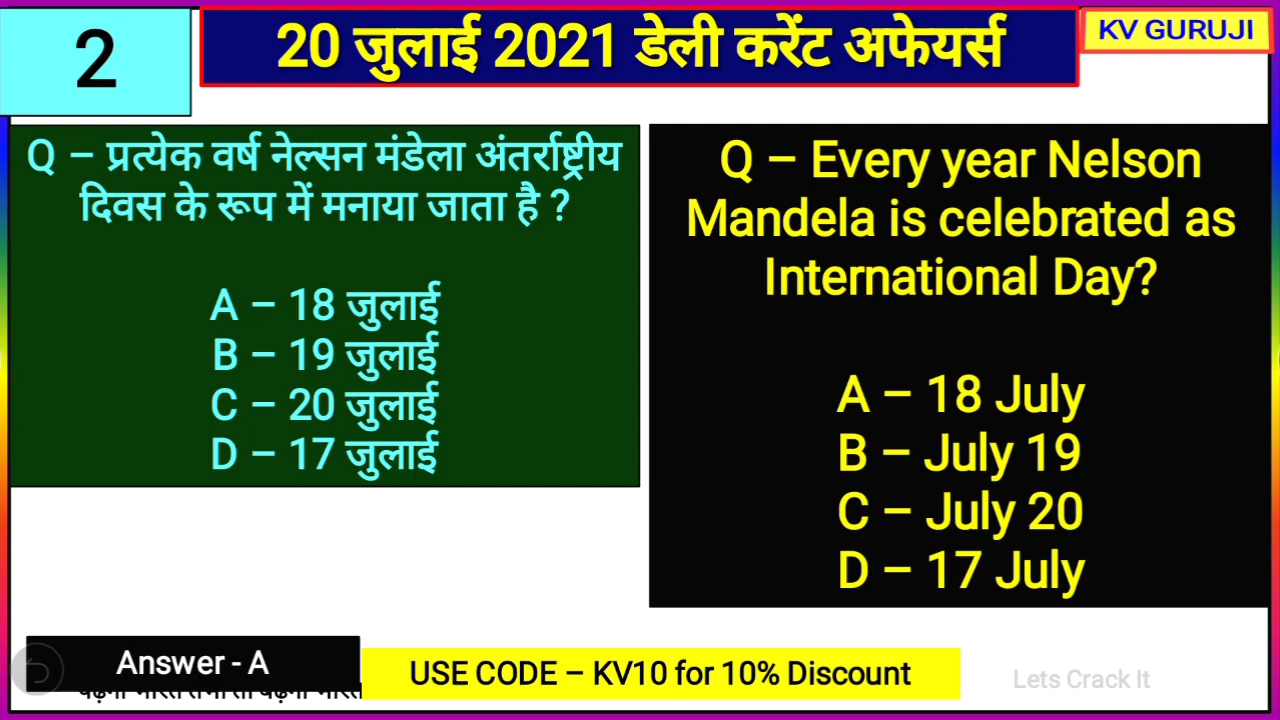 2
20 जुलाई 2021 डेली करेंट अफेयर्स
KV GURUJI
Q – प्रत्येक वर्ष नेल्सन मंडेला अंतर्राष्ट्रीय
दिवस के रूप में मनाया जाता है ?
A – 18 जुलाई
B – 19 जुलाई
C – 20 जुलाई
D – 17 जुलाई
Q – Every year Nelson
Mandela is celebrated as
International Day?
A – 18 July
B – July 19
C – July 20
D – 17 July
Answer - A
USE CODE – KV10 for 10% Discount
Lets Crack It